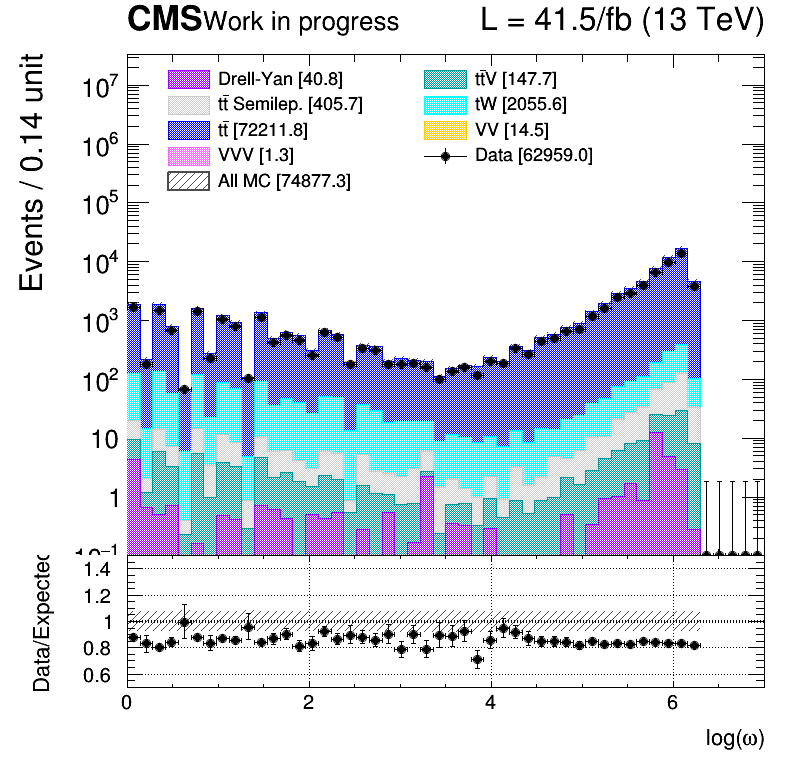 CMS Work in progress L = 41.5/fb (13 TeV)
Events / 0.14 unit
10⁷
10⁶
10⁵
10⁴
10³
10²
10
1
10⁻¹
Drell-Yan [40.8]
tt̄ Semilep. [405.7]
tt̄ [72211.8]
VVV [1.3]
All MC [74877.3]
tt̄V [147.7]
tW [2055.6]
VV [14.5]
Data [62959.0]
Data/Expected
1.4
1.2
1
0.8
0.6
0 2 4 6
log(ω)